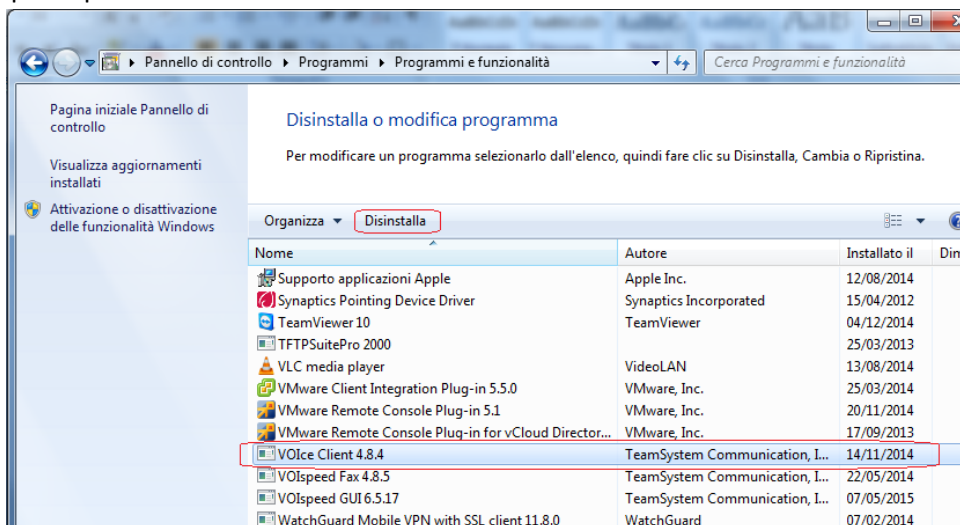 Pannello di controllo ▸ Programmi ▸ Programmi e funzionalità
Cerca Programmi e funzionalità
Pagina iniziale Pannello di
controllo
Visualizza aggiornamenti
installati
Attivazione o disattivazione
delle funzionalità Windows
Disinstalla o modifica programma
Per modificare un programma selezionarlo dall'elenco, quindi fare clic su Disinstalla, Cambia o Ripristina.
Organizza Disinstalla
Nome Autore Installato il
Supporto applicazioni Apple Apple Inc. 12/08/2014
Synaptics Pointing Device Driver Synaptics Incorporated 15/04/2012
TeamViewer 10 TeamViewer 04/12/2014
TFTPSuitePro 2000 25/03/2013
VLC media player VideoLAN 13/08/2014
VMware Client Integration Plug-in 5.5.0 VMware, Inc. 25/03/2014
VMware Remote Console Plug-in 5.1 VMware, Inc. 20/11/2014
VMware Remote Console Plug-in for vCloud Director... VMware, Inc. 17/09/2013
VOIce Client 4.8.4 TeamSystem Communication, I... 14/11/2014
VOIspeed Fax 4.8.5 TeamSystem Communication, I... 22/05/2014
VOIspeed GUI 6.5.17 TeamSystem Communication, I... 07/05/2015
WatchGuard Mobile VPN with SSL client 11.8.0 WatchGuard 07/02/2014